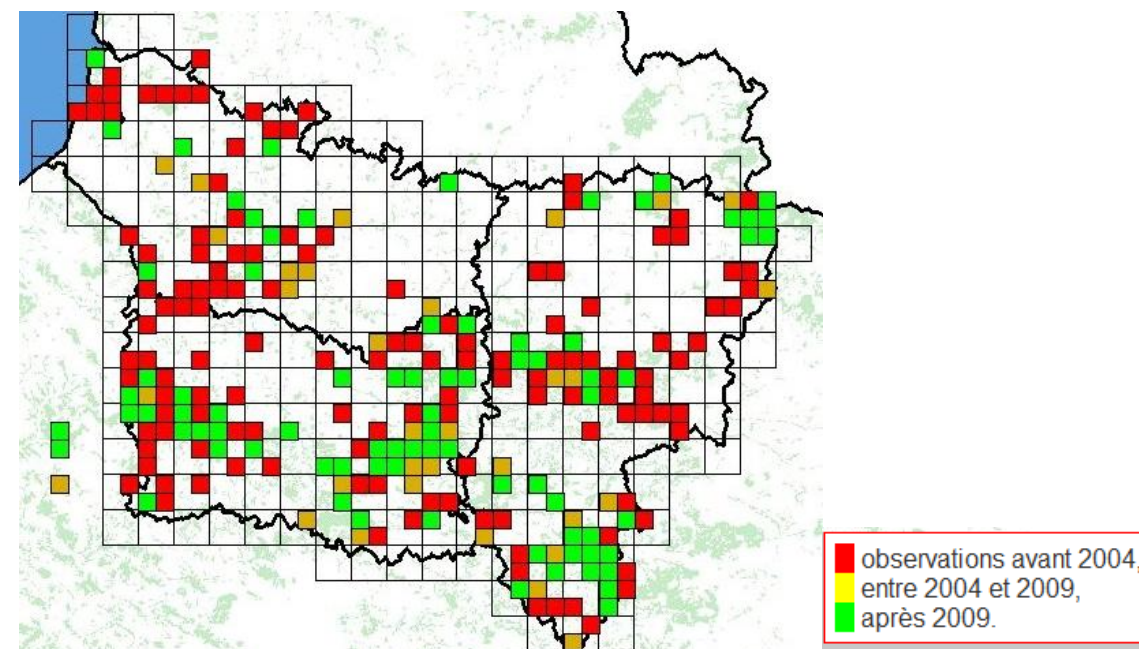 observations avant 2004,
entre 2004 et 2009,
après 2009.